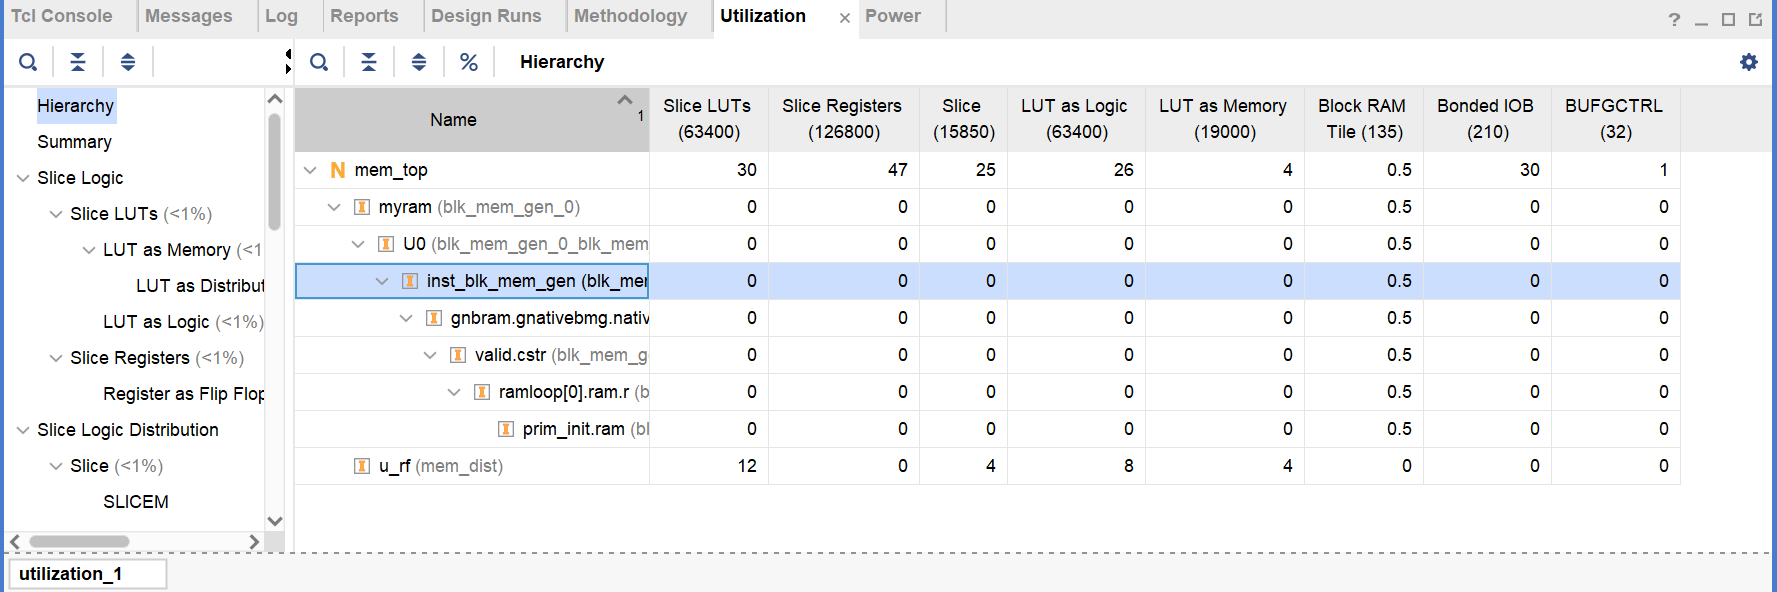 Tcl Console Messages Log Reports Design Runs Methodology Utilization × Power ? _
% Hierarchy
Hierarchy
Summary
Slice Logic
Slice LUTs (<1%)
LUT as Memory (<1
LUT as Distribut
LUT as Logic (<1%)
Slice Registers (<1%)
Register as Flip Flop
Slice Logic Distribution
Slice (<1%)
SLICEM
Name 1 Slice LUTs (63400) Slice Registers (126800) Slice (15850) LUT as Logic (63400) LUT as Memory (19000) Block RAM Tile (135) Bonded IOB (210) BUFGCTRL (32)
N mem_top 30 47 25 26 4 0.5 30 1
I myram (blk_mem_gen_0) 0 0 0 0 0 0.5 0 0
I U0 (blk_mem_gen_0_blk_mem 0 0 0 0 0 0.5 0 0
I inst_blk_mem_gen (blk_mer 0 0 0 0 0 0.5 0 0
I gnbram.gnativebmg.nativ 0 0 0 0 0 0.5 0 0
I valid.cstr (blk_mem_g 0 0 0 0 0 0.5 0 0
I ramloop[0].ram.r (b 0 0 0 0 0 0.5 0 0
I prim_init.ram (bl 0 0 0 0 0 0.5 0 0
I u_rf (mem_dist) 12 0 4 8 4 0 0 0
utilization_1